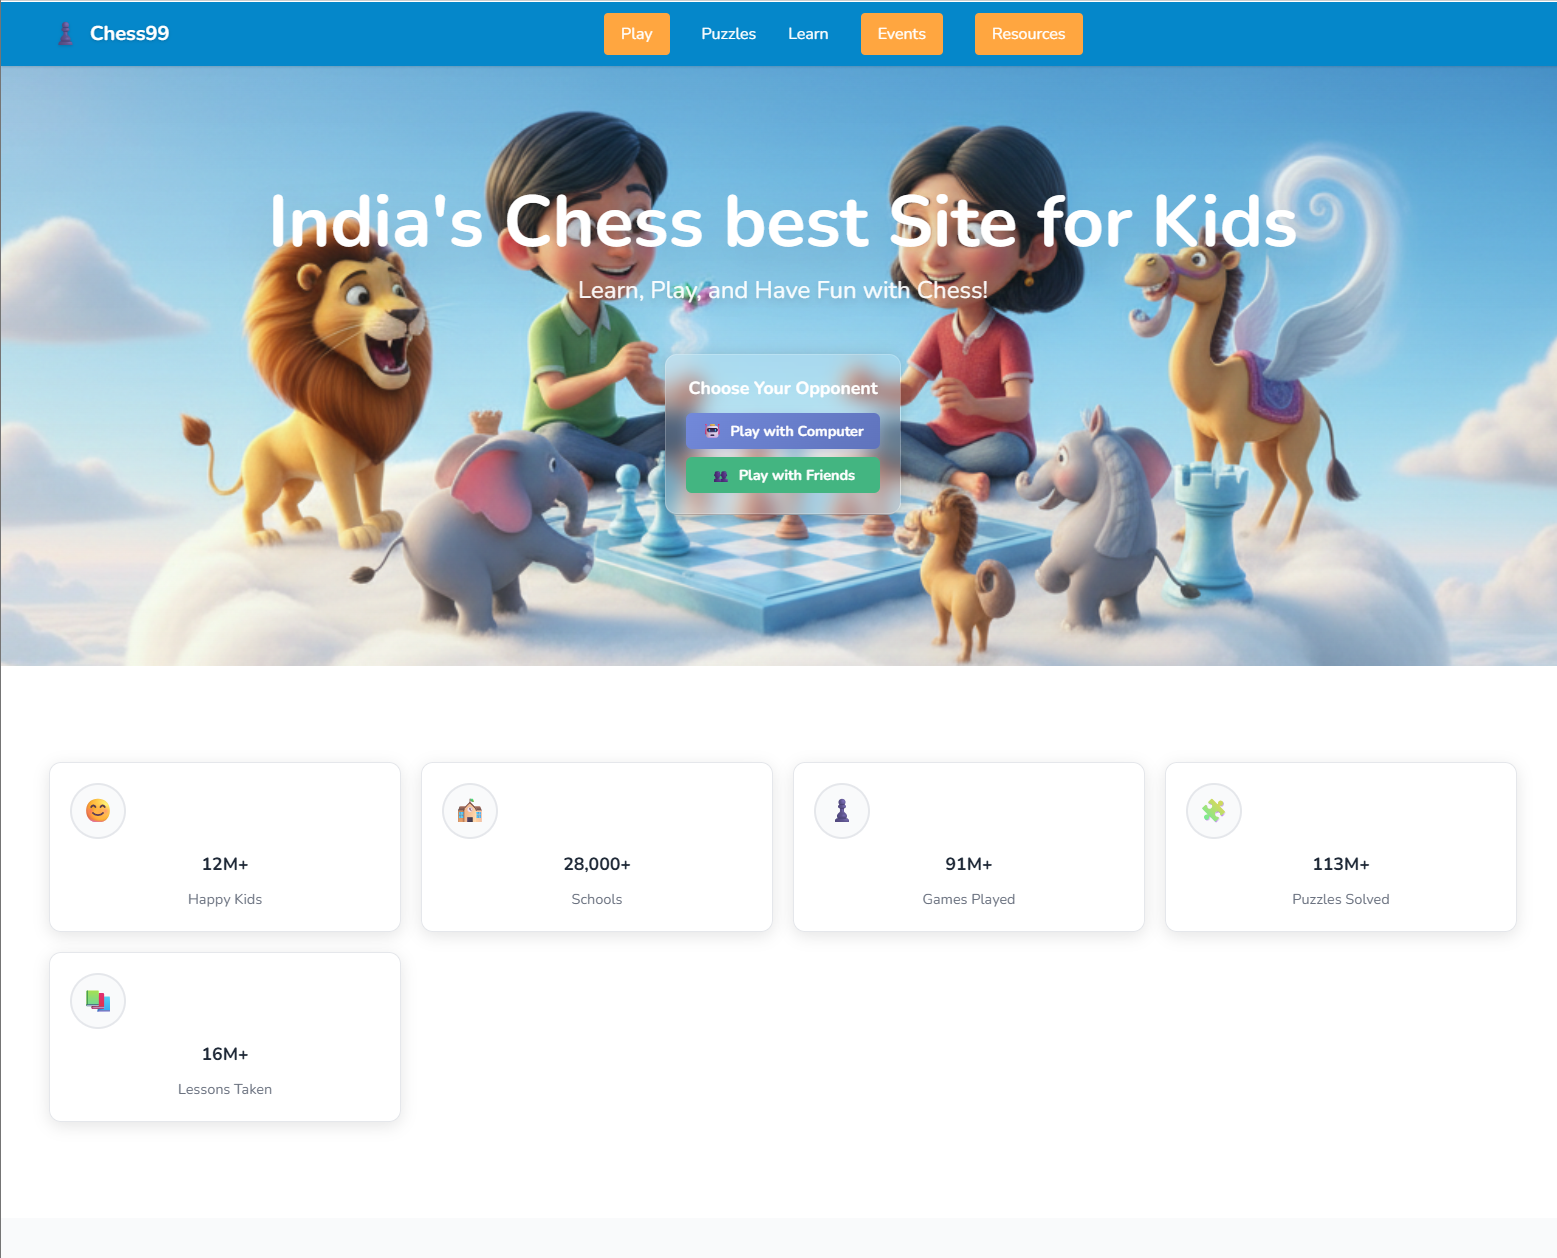 Chess99
Play Puzzles Learn Events Resources
India's Chess best Site for Kids
Learn, Play, and Have Fun with Chess!
Choose Your Opponent
Play with Computer
Play with Friends
12M+
Happy Kids
28,000+
Schools
91M+
Games Played
113M+
Puzzles Solved
16M+
Lessons Taken